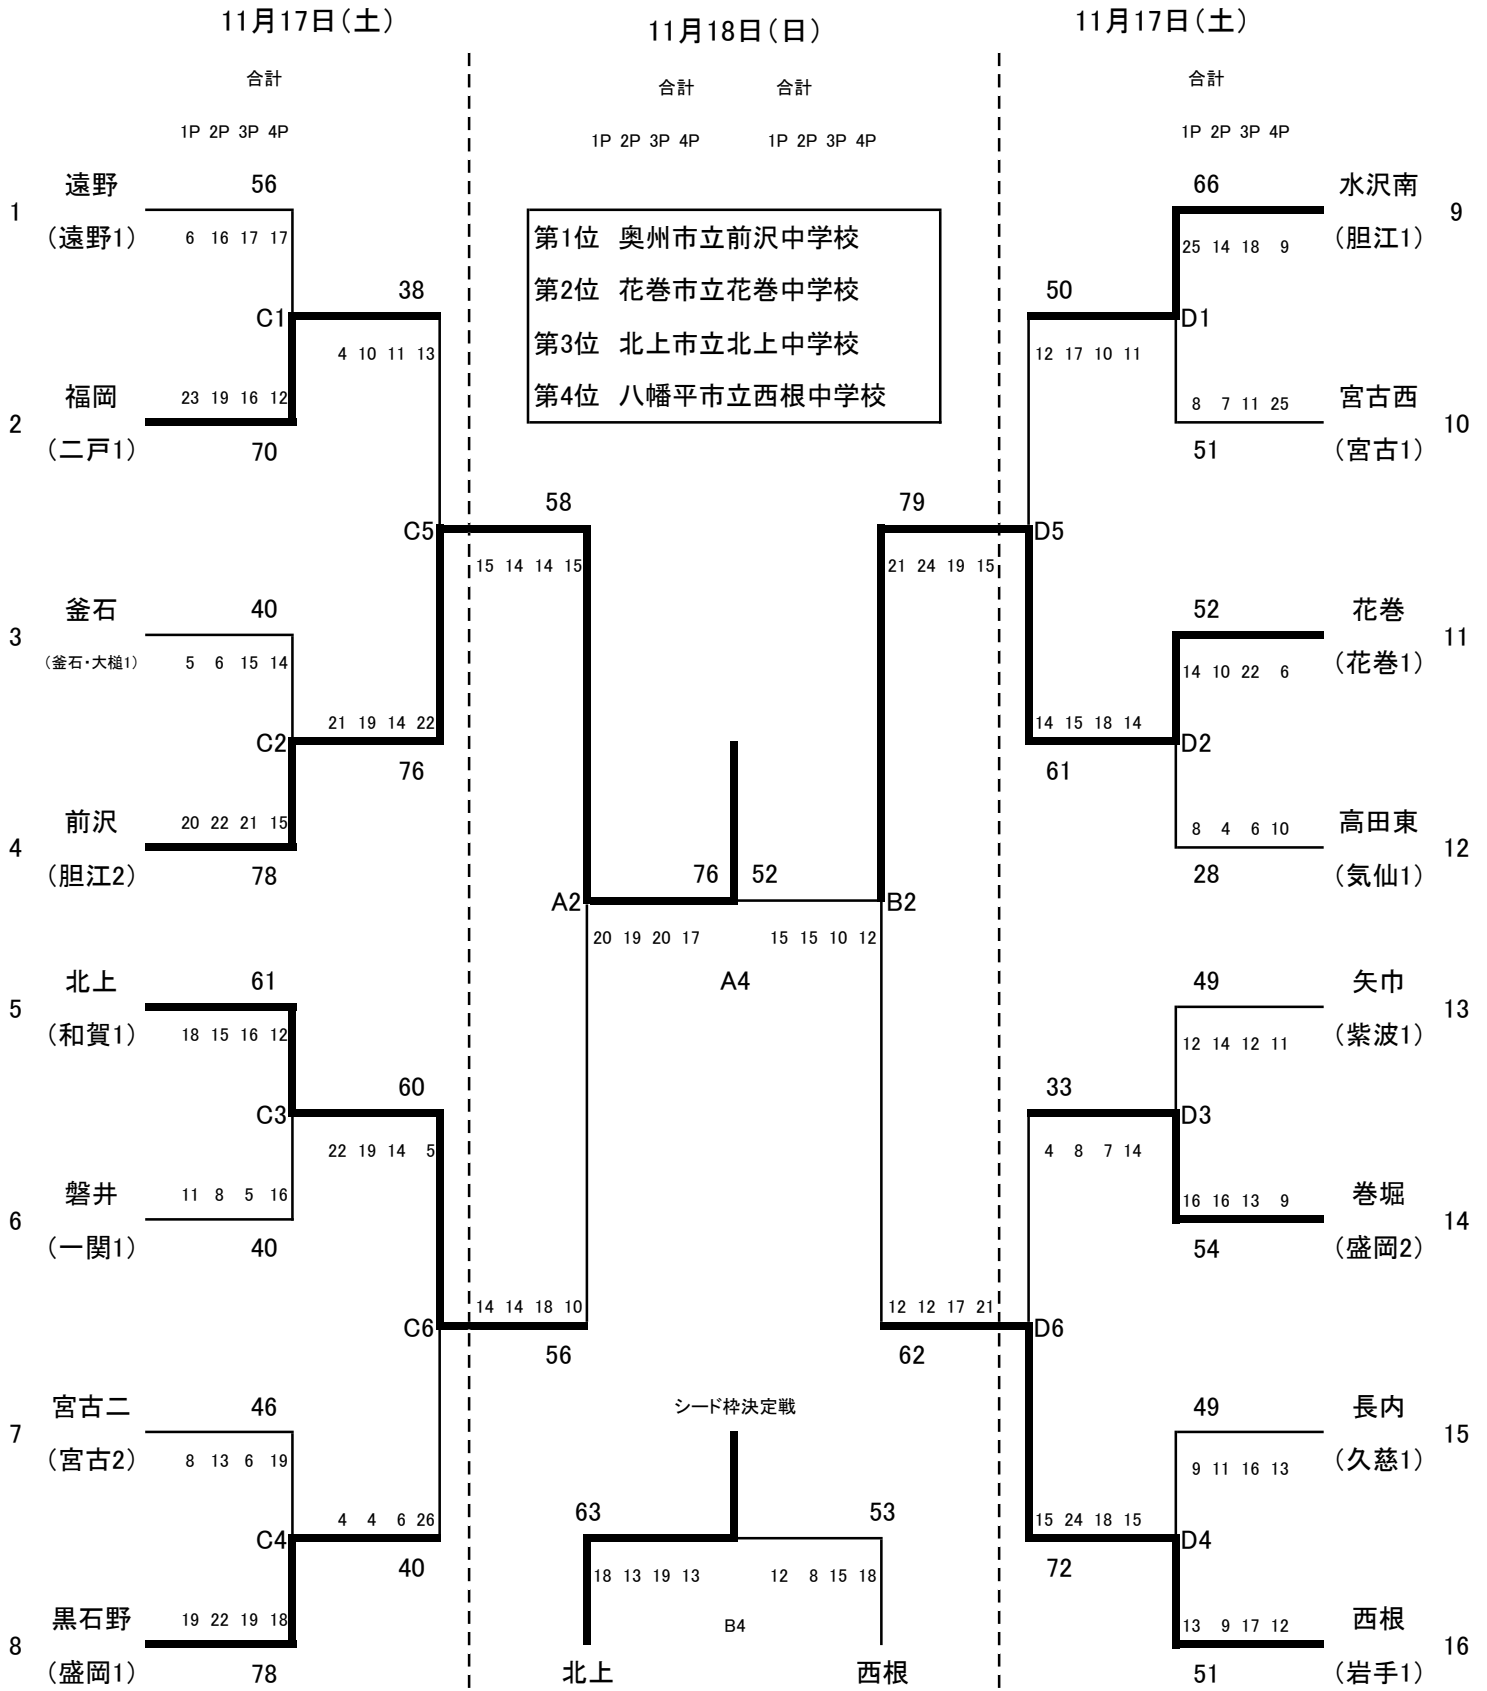 11月17日(土)
11月18日(日)
11月17日(土)
合計
合計 合計
合計
1P 2P 3P 4P
1P 2P 3P 4P 1P 2P 3P 4P
1P 2P 3P 4P
1 遠野 56
(遠野1) 6 16 17 17
C1
38
4 10 11 13
2 福岡 23 19 16 12
(二戸1) 70
C5
3 釜石 40
(釜石・大槌1) 5 6 15 14
C2
21 19 14 22
76
4 前沢 20 22 21 15
(胆江2) 78
5 北上 61
(和賀1) 18 15 16 12
C3
60
22 19 14 5
6 磐井 11 8 5 16
(一関1) 40
C6
7 宮古二 46
(宮古2) 8 13 6 19
C4
4 4 6 26
40
8 黒石野 19 22 19 18
(盛岡1) 78
第1位 奥州市立前沢中学校
第2位 花巻市立花巻中学校
第3位 北上市立北上中学校
第4位 八幡平市立西根中学校
58
15 14 14 15
79
21 24 19 15
A2
76 52
B2
20 19 20 17 15 15 10 12
A4
14 14 18 10
56
12 12 17 21
62
シード枠決定戦
63 53
18 13 19 13 12 8 15 18
B4
北上 西根
66 水沢南 9
25 14 18 9 (胆江1)
50
D1
12 17 10 11
8 7 11 25 宮古西 10
51 (宮古1)
D5
52 花巻 11
14 10 22 6 (花巻1)
14 15 18 14
D2
61
8 4 6 10 高田東 12
28 (気仙1)
49 矢巾 13
12 14 12 11 (紫波1)
33
D3
4 8 7 14
16 16 13 9 巻堀 14
54 (盛岡2)
D6
49 長内 15
9 11 16 13 (久慈1)
15 24 18 15
D4
72
13 9 17 12 西根 16
51 (岩手1)